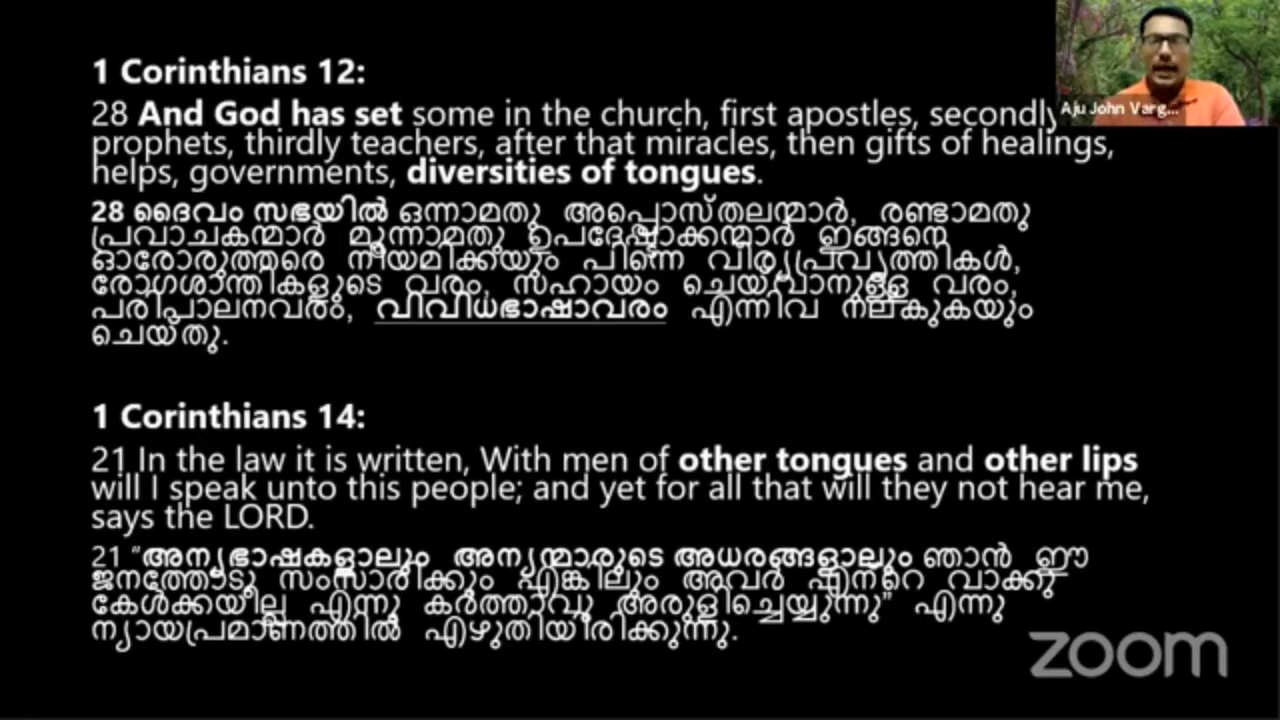 Aju John Varg...
1 Corinthians 12:
28 And God has set some in the church, first apostles, secondly
prophets, thirdly teachers, after that miracles, then gifts of healings,
helps, governments, diversities of tongues.
28 ദൈവം സഭയിൽ ഒന്നാമതു അപ്പൊസ്തലന്മാർ, രണ്ടാമതു
പ്രവാചകന്മാർ മൂന്നാമതു ഉപദേഷ്ടാക്കന്മാർ ഇങ്ങനെ
ഓരോരുത്തരെ നിയമിക്കയും പിന്നെ വീര്യപ്രവൃത്തികൾ,
രോഗശാന്തികളുടെ വരം, സഹായം ചെയ്‌വാനുള്ള വരം,
പരിപാലനവരം, വിവിധഭാഷാവരം എന്നിവ നല്കുകയും
ചെയ്തു.
1 Corinthians 14:
21 In the law it is written, With men of other tongues and other lips
will I speak unto this people; and yet for all that will they not hear me,
says the LORD.
21 “അന്യഭാഷകളാലും അന്യന്മാരുടെ അധരങ്ങളാലും ഞാൻ ഈ
ജനത്തോടു സംസാരിക്കും എങ്കിലും അവർ എന്റെ വാക്കു
കേൾക്കയില്ല എന്നു കർത്താവു അരുളിച്ചെയ്യുന്നു” എന്നു
ന്യായപ്രമാണത്തിൽ എഴുതിയിരിക്കുന്നു.
zoom